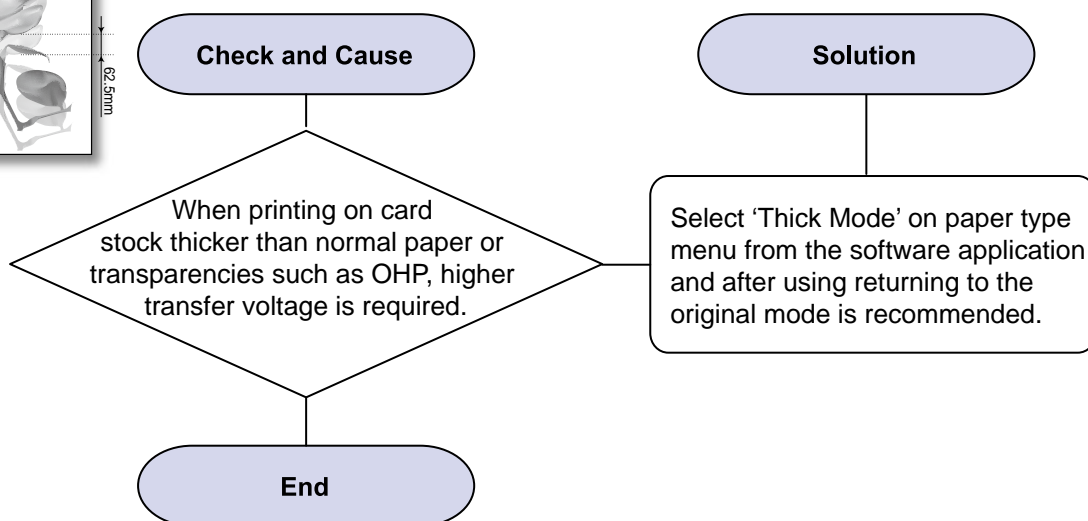 62.5mm
Check and Cause
Solution
When printing on card
stock thicker than normal paper or
transparencies such as OHP, higher
transfer voltage is required.
Select ‘Thick Mode’ on paper type
menu from the software application
and after using returning to the
original mode is recommended.
End